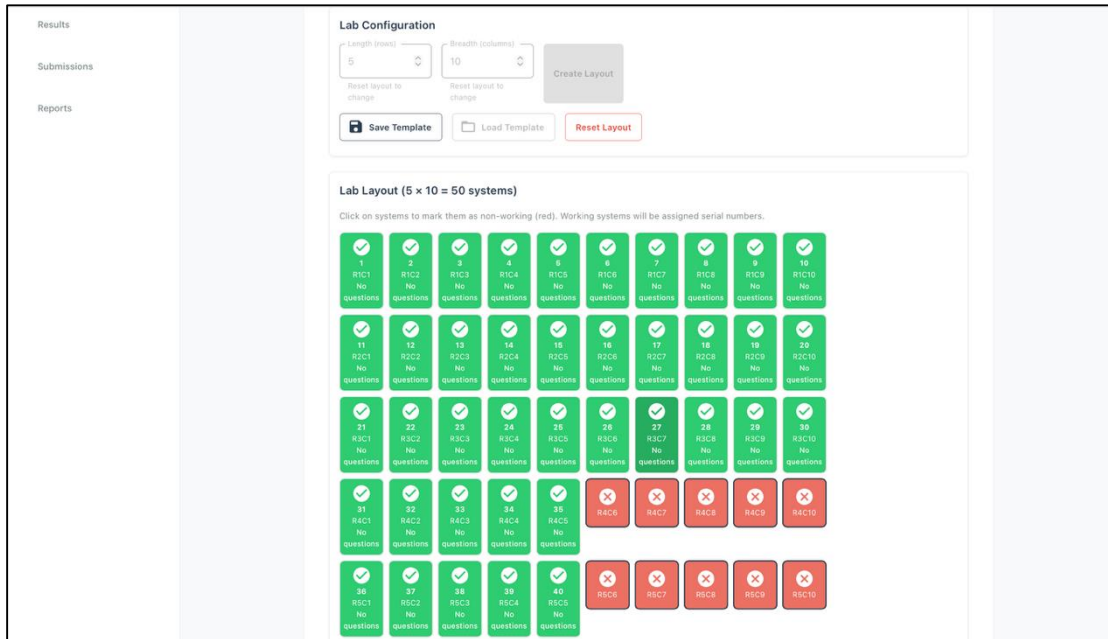 Results
Submissions
Reports
Lab Configuration
Length (rows) Breadth (columns)
5 10 Create Layout
Reset layout to Reset layout to
change change
Save Template Load Template Reset Layout
Lab Layout (5 × 10 = 50 systems)
Click on systems to mark them as non-working (red). Working systems will be assigned serial numbers.
1 2 3 4 5 6 7 8 9 10
R1C1 R1C2 R1C3 R1C4 R1C5 R1C6 R1C7 R1C8 R1C9 R1C10
No No No No No No No No No No
questions questions questions questions questions questions questions questions questions questions
11 12 13 14 15 16 17 18 19 20
R2C1 R2C2 R2C3 R2C4 R2C5 R2C6 R2C7 R2C8 R2C9 R2C10
No No No No No No No No No No
questions questions questions questions questions questions questions questions questions questions
21 22 23 24 25 26 27 28 29 30
R3C1 R3C2 R3C3 R3C4 R3C5 R3C6 R3C7 R3C8 R3C9 R3C10
No No No No No No No No No No
questions questions questions questions questions questions questions questions questions questions
31 32 33 34 35 R4C6 R4C7 R4C8 R4C9 R4C10
R4C1 R4C2 R4C3 R4C4 R4C5
No No No No No
questions questions questions questions questions
36 37 38 39 40 R5C6 R5C7 R5C8 R5C9 R5C10
R5C1 R5C2 R5C3 R5C4 R5C5
No No No No No
questions questions questions questions questions